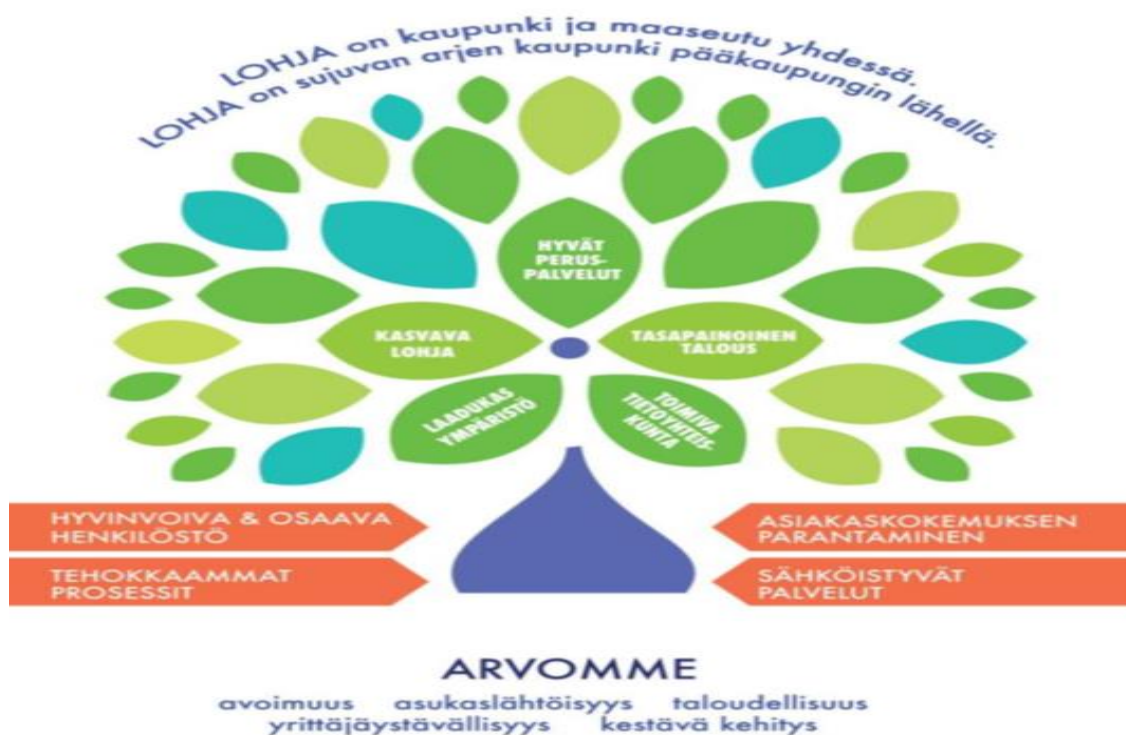 LOHJA on kaupunki ja maaseutu yhdessä.
LOHJA on sujuvan arjen kaupunki pääkaupungin lähellä.
HYVÄT
PERUS-
PALVELUT
KASVAVA
LOHJA
TASAPAINOINEN
TALOUS
LAADUKAS
YMPÄRISTÖ
TOIMIVA
TIETOYHTEIS-
KUNTA
HYVINVOIVA & OSAAVA
HENKILÖSTÖ
ASIAKASKOKEMUKSEN
PARANTAMINEN
TEHOKKAAMMAT
PROSESSIT
SÄHKÖISTYVÄT
PALVELUT
ARVOMME
avoimuus asukaslähtöisyys taloudellisuus
yrittäjäystävällisyys kestävä kehitys